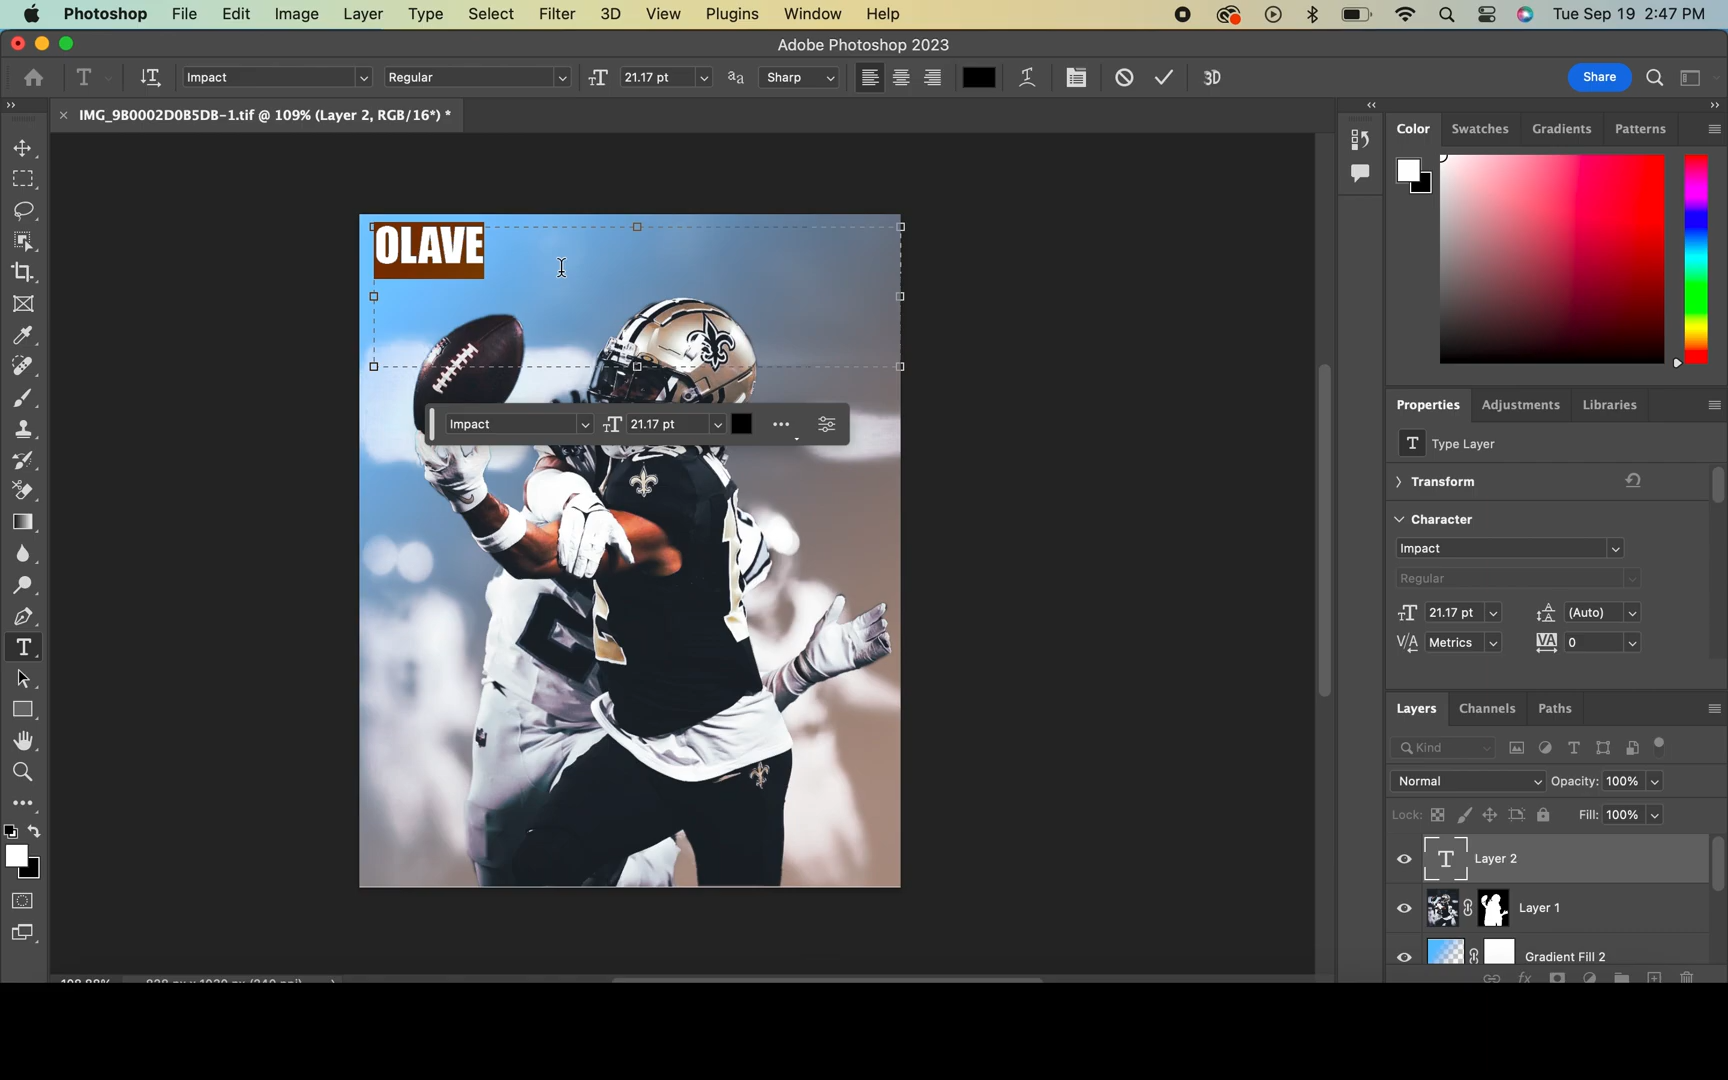 Photoshop File Edit Image Layer Type Select Filter 3D View Plugins Window Help Tue Sep 19 2:47 PM
Adobe Photoshop 2023
T Impact Regular 21.17 pt aa Sharp 3D Share
× IMG_9B0002D0B5DB-1.tif @ 109% (Layer 2, RGB/16*) *
Color Swatches Gradients Patterns
OLAVE
Impact 21.17 pt
Properties Adjustments Libraries
T Type Layer
Transform
Character
Impact
Regular
21.17 pt (Auto)
V/A Metrics VA 0
Layers Channels Paths
Kind
Normal Opacity: 100%
Lock: Fill: 100%
T Layer 2
Layer 1
Gradient Fill 2